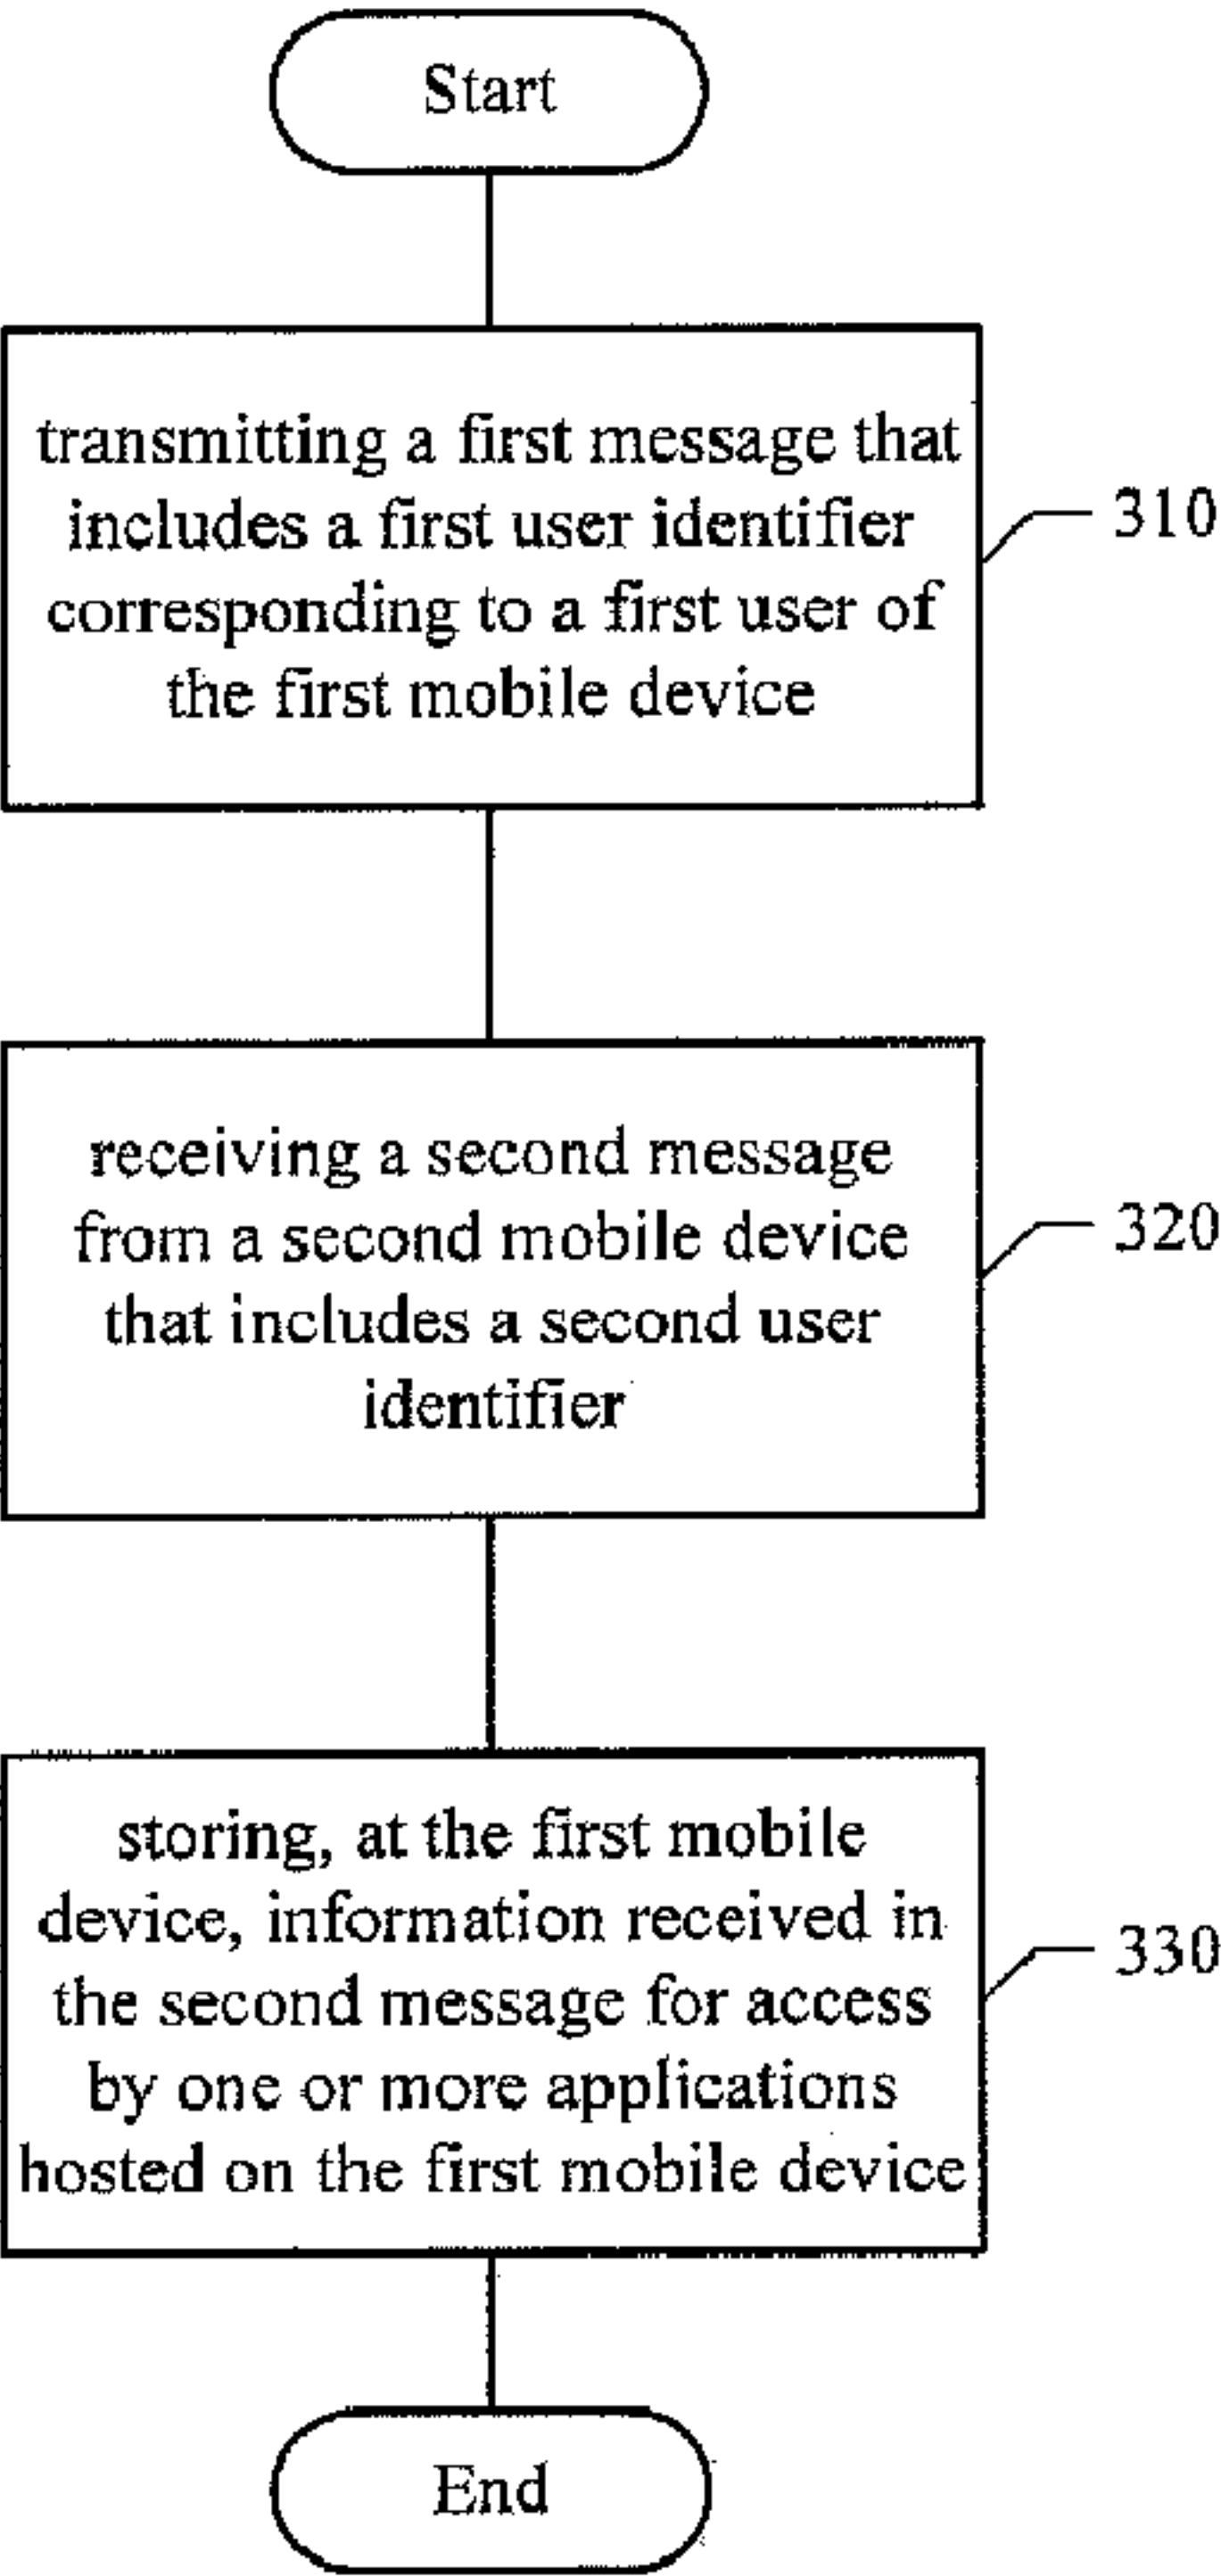 Start
transmitting a first message that
includes a first user identifier
corresponding to a first user of
the first mobile device
310
receiving a second message
from a second mobile device
that includes a second user
identifier
320
storing, at the first mobile
device, information received in
the second message for access
by one or more applications
hosted on the first mobile device
330
End